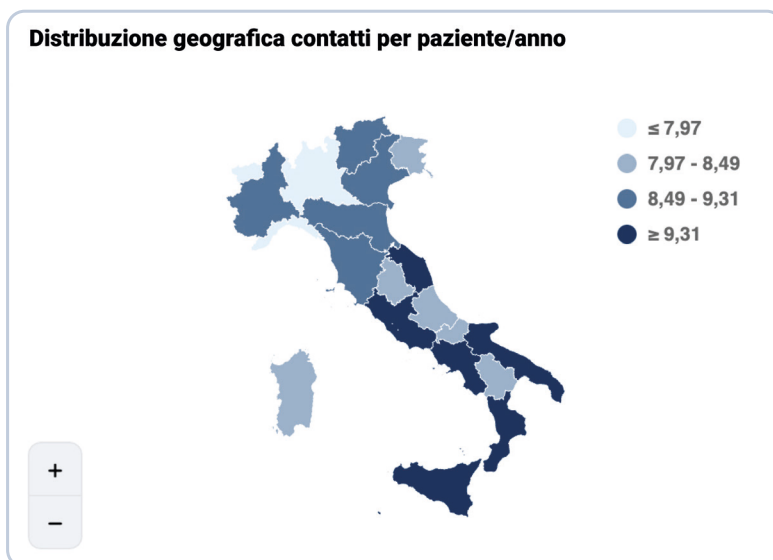 Distribuzione geografica contatti per paziente/anno
≤ 7,97
7,97 - 8,49
8,49 - 9,31
≥ 9,31
+
−